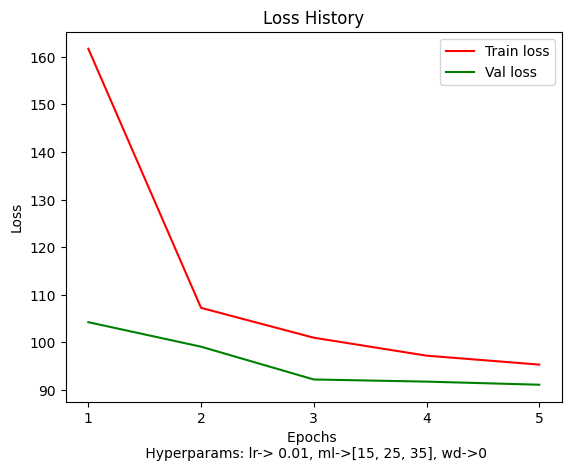 Loss History
Train loss
Val loss
Loss
160
150
140
130
120
110
100
90
1 2 3 4 5
Epochs
Hyperparams: lr-> 0.01, ml->[15, 25, 35], wd->0